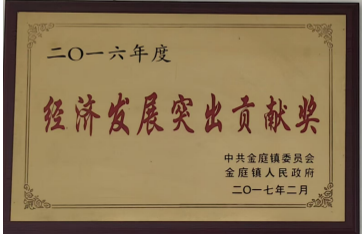 二〇一六年度
经济发展突出贡献奖
中共金庭镇委员会
金庭镇人民政府
二〇一七年二月